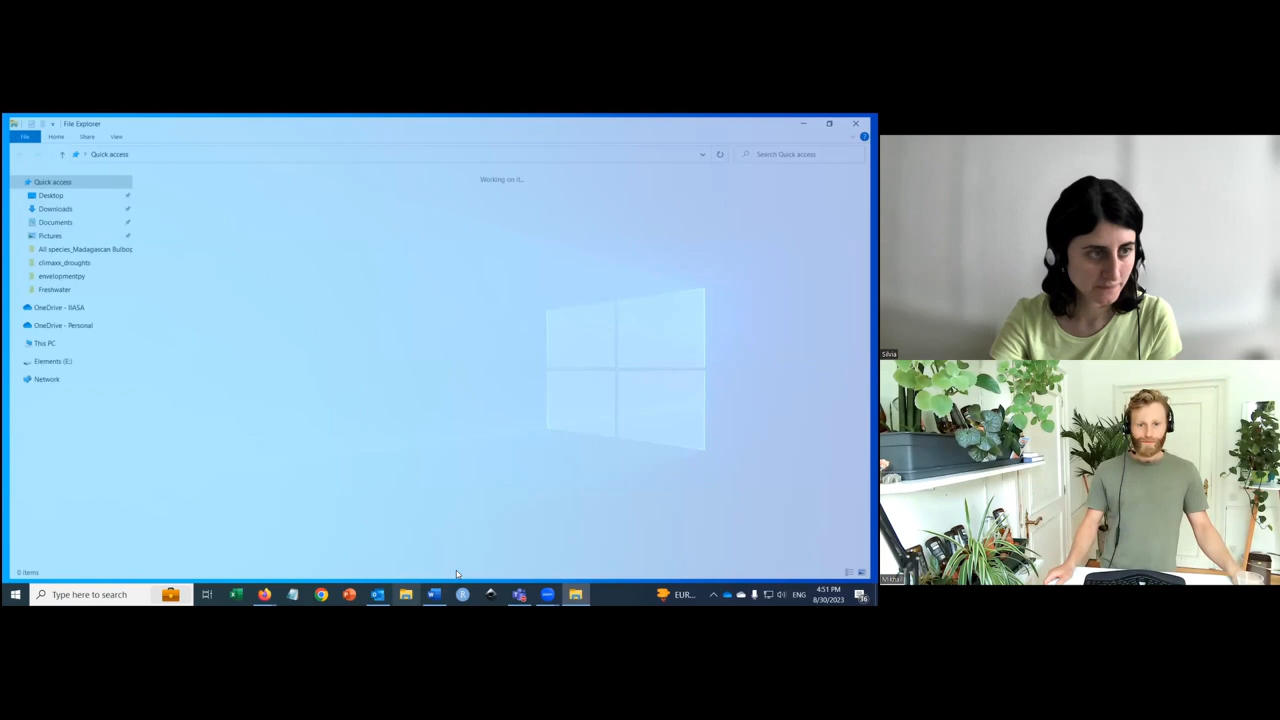 File Explorer
File
Home
Share
View
Quick access
Search Quick access
Quick access
Working on it...
Desktop
Downloads
Documents
Pictures
All species_Madagascan Bulbop
climaxx_droughts
envelopmentpy
Freshwater
OneDrive - IIASA
OneDrive - Personal
This PC
Elements (E:)
Network
0 items
Type here to search
EUR...
ENG
4:51 PM
8/30/2023
36
Silvia
Mikhail